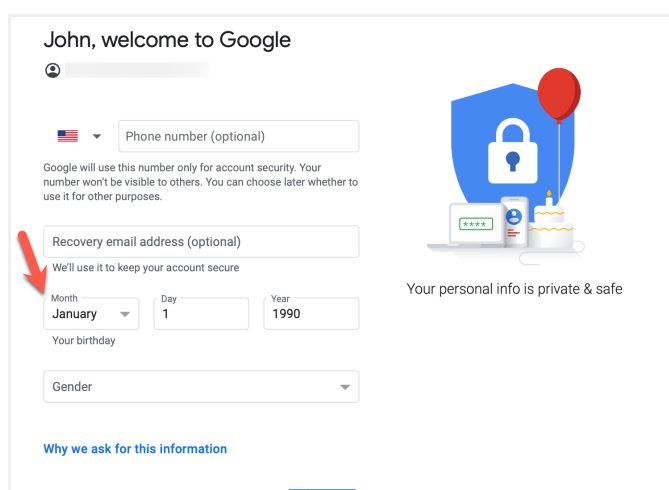 John, welcome to Google
Phone number (optional)
Google will use this number only for account security. Your
number won't be visible to others. You can choose later whether to
use it for other purposes.
Recovery email address (optional)
We'll use it to keep your account secure
Month
January
Day
1
Year
1990
Your birthday
Gender
Why we ask for this information
****
Your personal info is private & safe